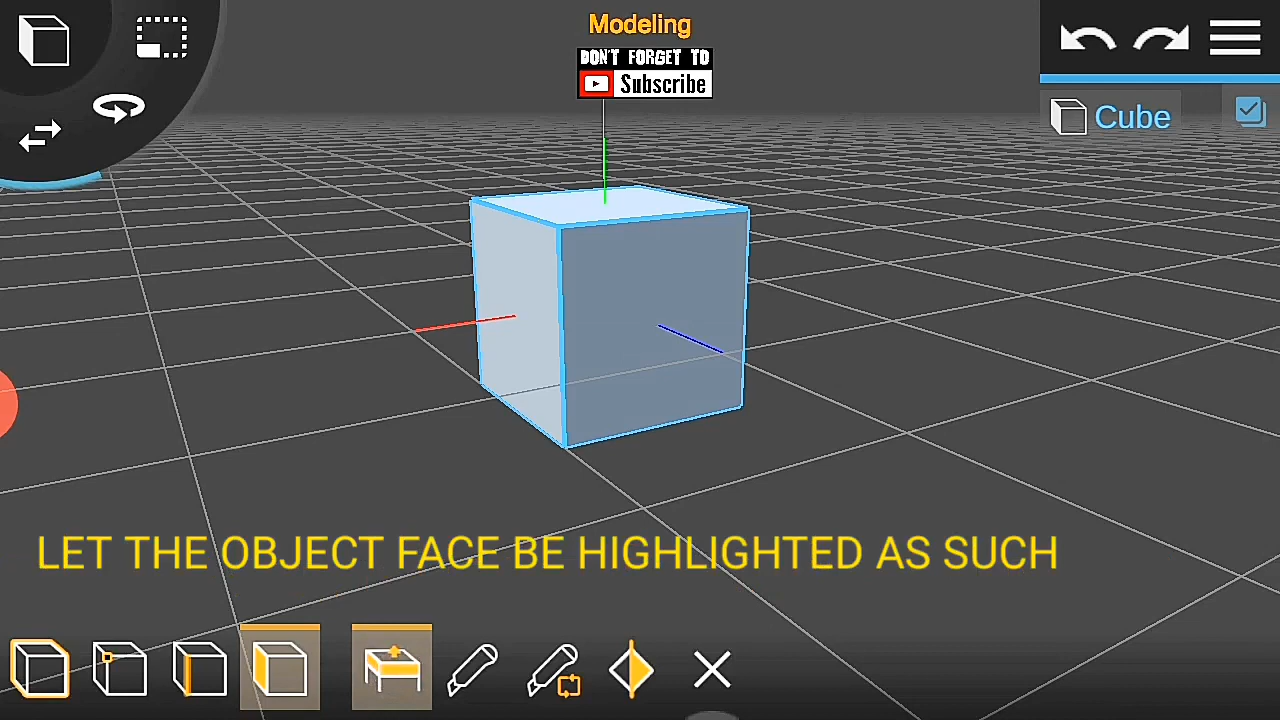 Modeling
DON'T FORGET TO
Subscribe
Cube
LET THE OBJECT FACE BE HIGHLIGHTED AS SUCH